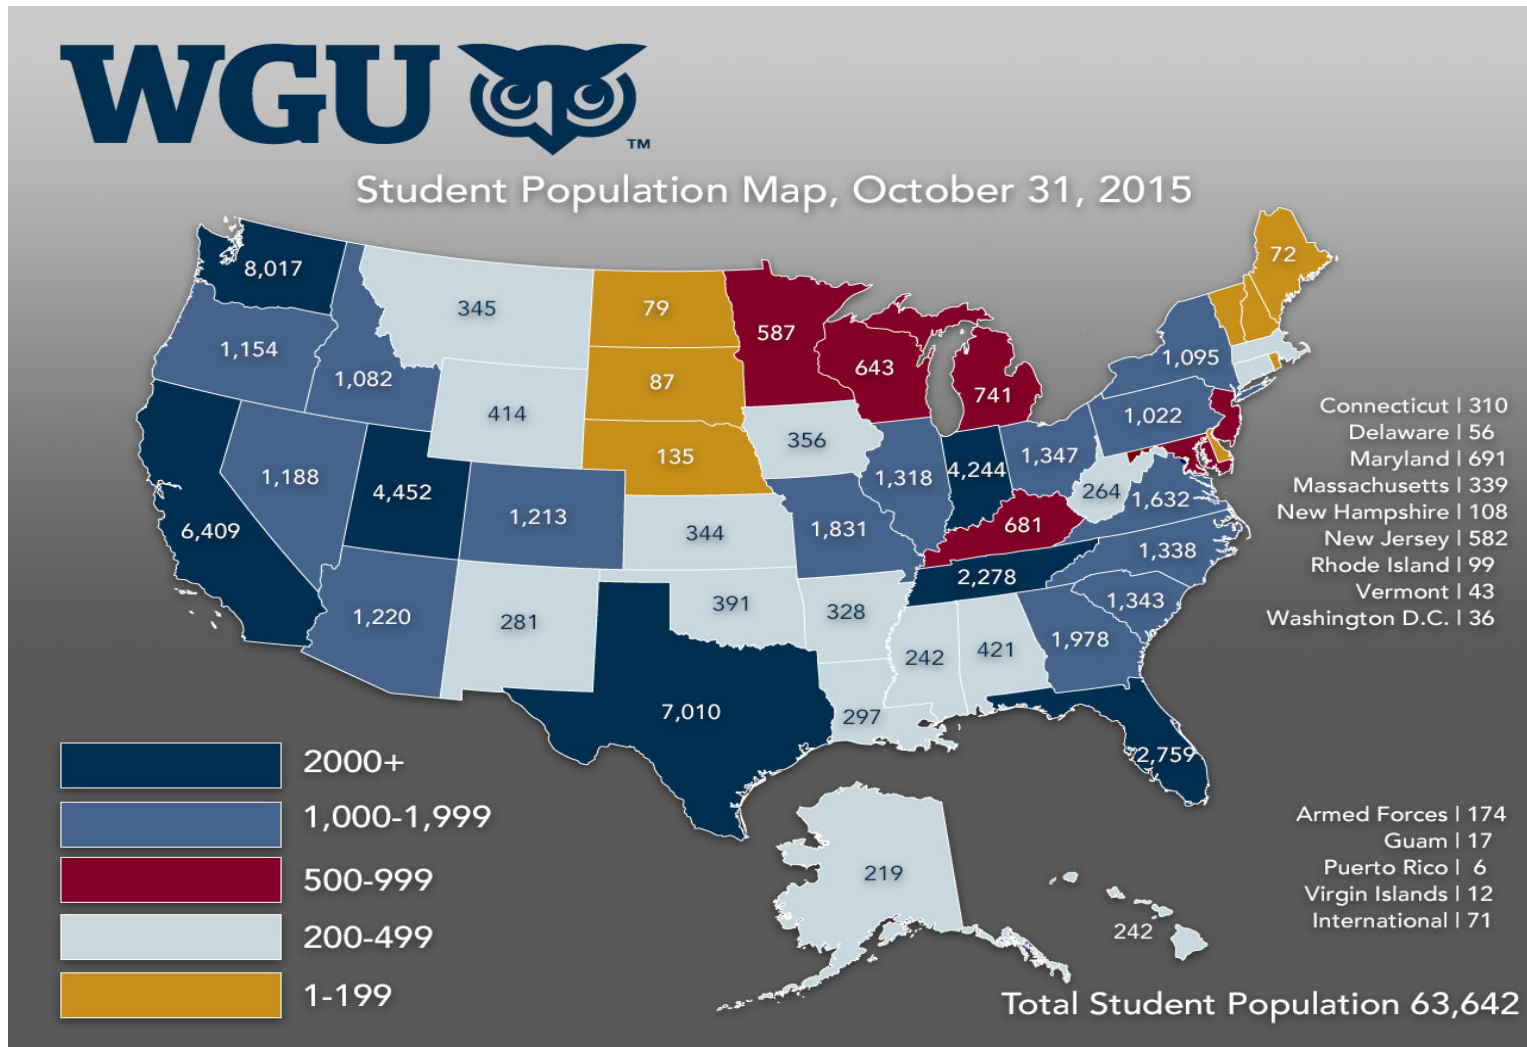 WGU
TM
Student Population Map, October 31, 2015
72
8,017
345
79
587
1,154
1,095
643
1,082
87
741
414
1,022
356
135
1,347
4,244
1,188
1,318
4,452
264
1,632
1,213
681
6,409
344
1,831
1,338
2,278
1,343
391
328
1,220
281
1,978
421
242
7,010
297
2,759
Connecticut | 310
Delaware | 56
Maryland | 691
Massachusetts | 339
New Hampshire | 108
New Jersey | 582
Rhode Island | 99
Vermont | 43
Washington D.C. | 36
2000+
1,000-1,999
500-999
200-499
1-199
219
242
Armed Forces | 174
Guam | 17
Puerto Rico | 6
Virgin Islands | 12
International | 71
Total Student Population 63,642